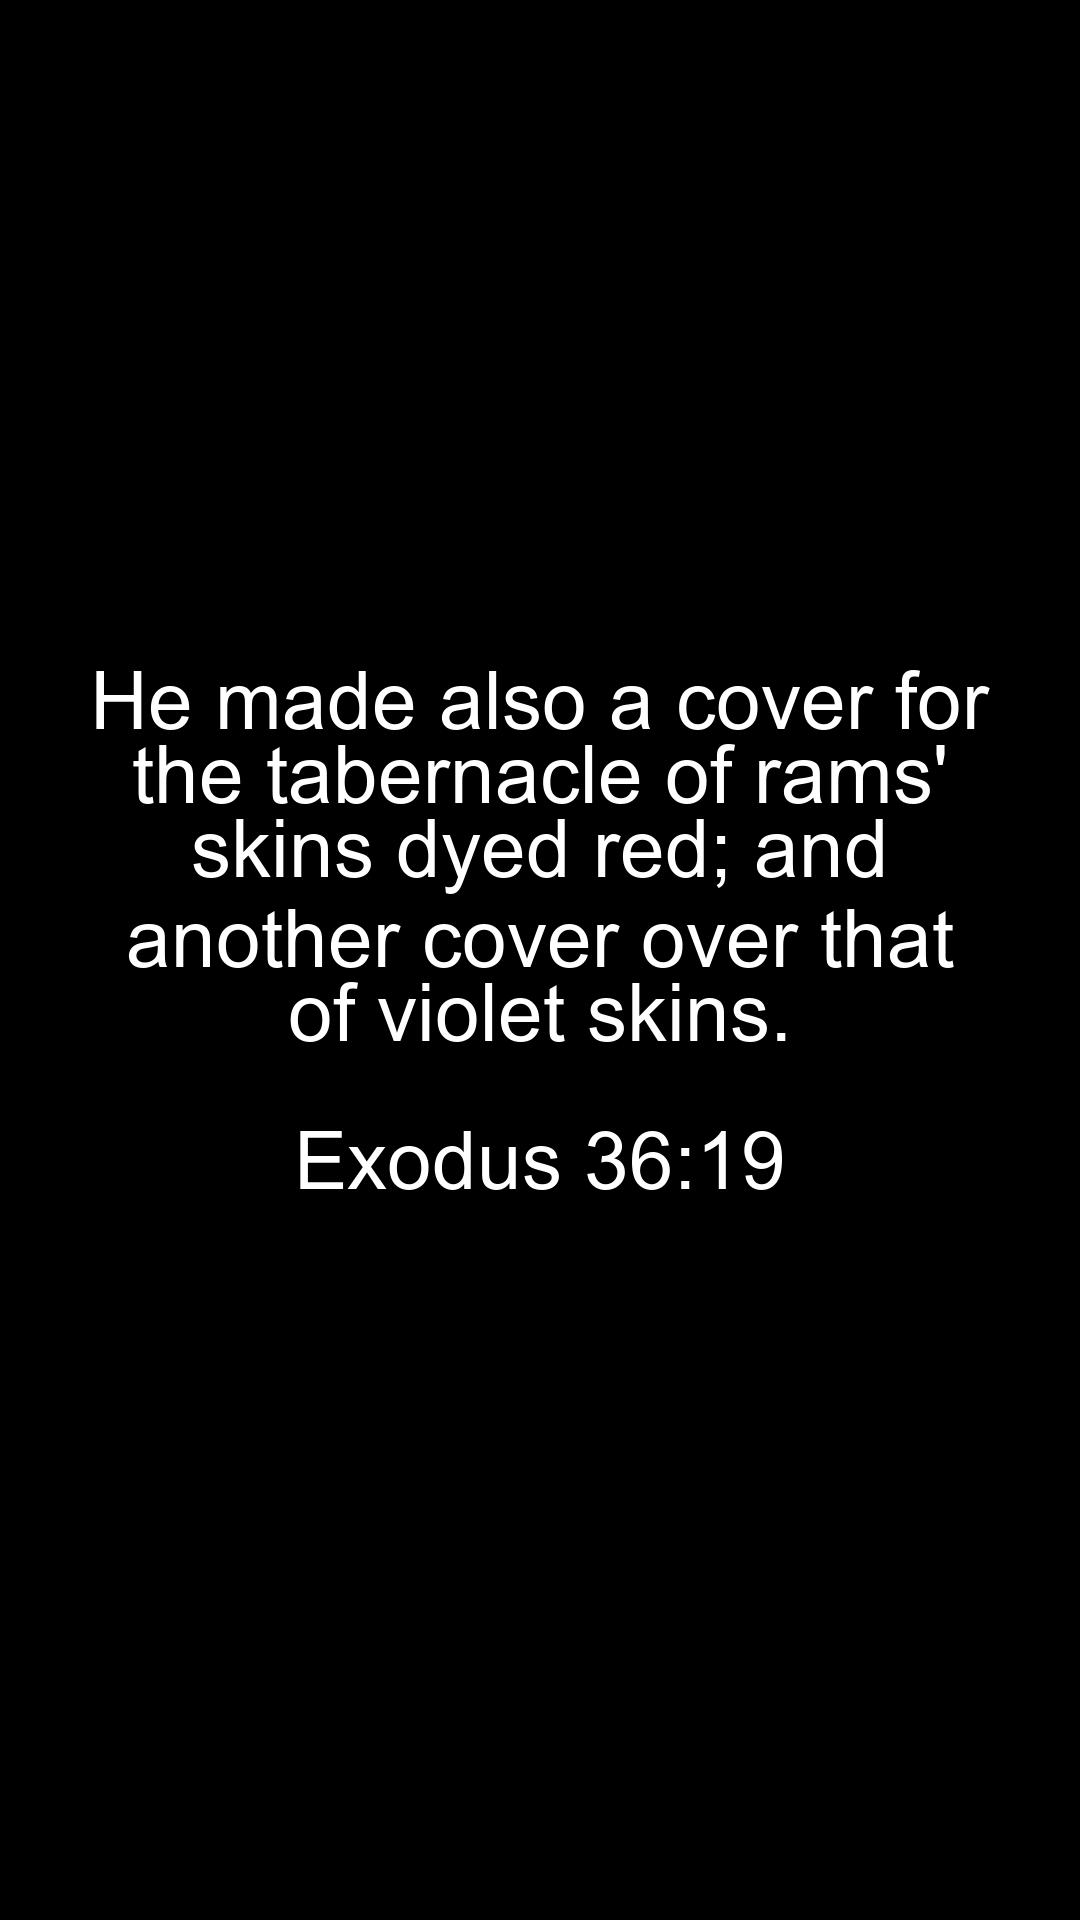 He made also a cover for
the tabernacle of rams'
skins dyed red; and
another cover over that
of violet skins.
Exodus 36:19